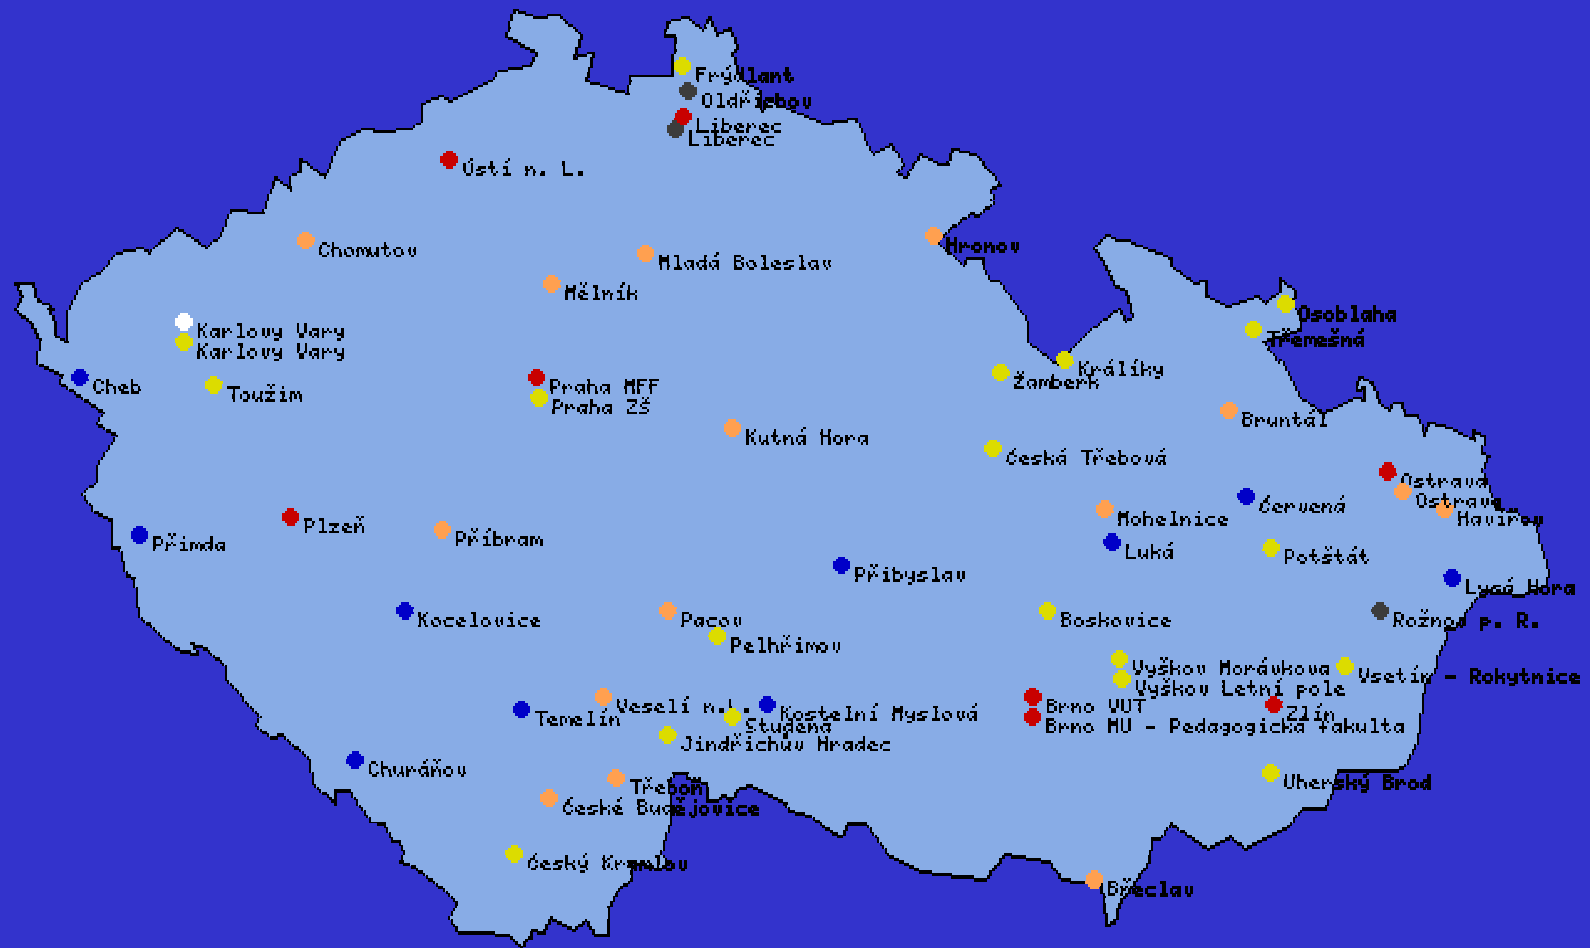 Frýdlant
Oldřichov
Liberec
Liberec
Ústí n. L.
Hronov
Chomutov
Mladá Boleslav
Mělník
Osoblaha
Karlovy Vary
Třemešná
Karlovy Vary
Králíky
Žamberk
Cheb
Praha MFF
Toužim
Praha ZŠ
Bruntál
Kutná Hora
Česká Třebová
Ostrava
Ostrava
Červená
Mohelnice
Havířov
Plzeň
Příbram
Přimda
Luká
Potštát
Přibyslav
Lysá Hora
Kocelovice
Pacov
Boskovice
Rožnov p. R.
Pelhřimov
Vyškov Morávkova
Vsetín - Rokytnice
Vyškov Letní pole
Veselí n.L.
Brno VUT
Kostelní Myslová
Zlín
Temelín
Studená
Brno MU - Pedagogická fakulta
Jindřichův Hradec
Churáňov
Uherský Brod
Třeboň
České Budějovice
Český Krumlov
Břeclav